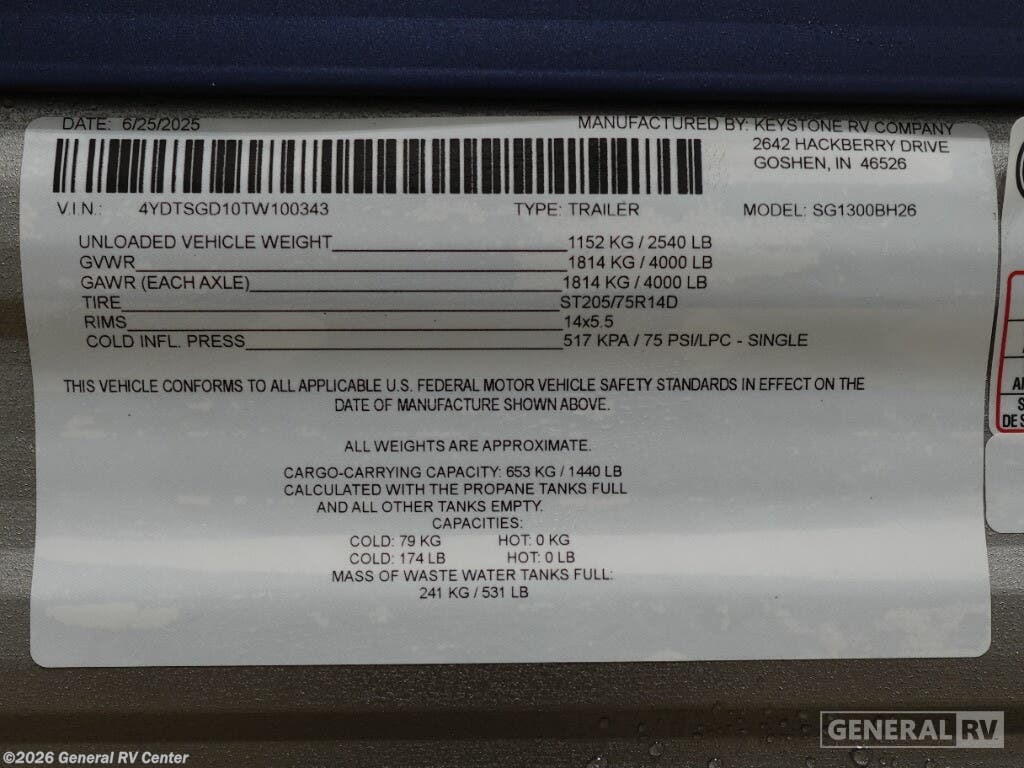 DATE: 6/25/2025
MANUFACTURED BY: KEYSTONE RV COMPANY
2642 HACKBERRY DRIVE
GOSHEN, IN 46526
V.I.N.: 4YDTSGD10TW100343 TYPE: TRAILER MODEL: SG1300BH26
UNLOADED VEHICLE WEIGHT 1152 KG / 2540 LB
GVWR 1814 KG / 4000 LB
GAWR (EACH AXLE) 1814 KG / 4000 LB
TIRE ST205/75R14D
RIMS 14x5.5
COLD INFL. PRESS 517 KPA / 75 PSI/LPC - SINGLE
THIS VEHICLE CONFORMS TO ALL APPLICABLE U.S. FEDERAL MOTOR VEHICLE SAFETY STANDARDS IN EFFECT ON THE
DATE OF MANUFACTURE SHOWN ABOVE.
ALL WEIGHTS ARE APPROXIMATE.
CARGO-CARRYING CAPACITY: 653 KG / 1440 LB
CALCULATED WITH THE PROPANE TANKS FULL
AND ALL OTHER TANKS EMPTY.
CAPACITIES:
COLD: 79 KG HOT: 0 KG
COLD: 174 LB HOT: 0 LB
MASS OF WASTE WATER TANKS FULL:
241 KG / 531 LB
GENERAL RV
©2026 General RV Center